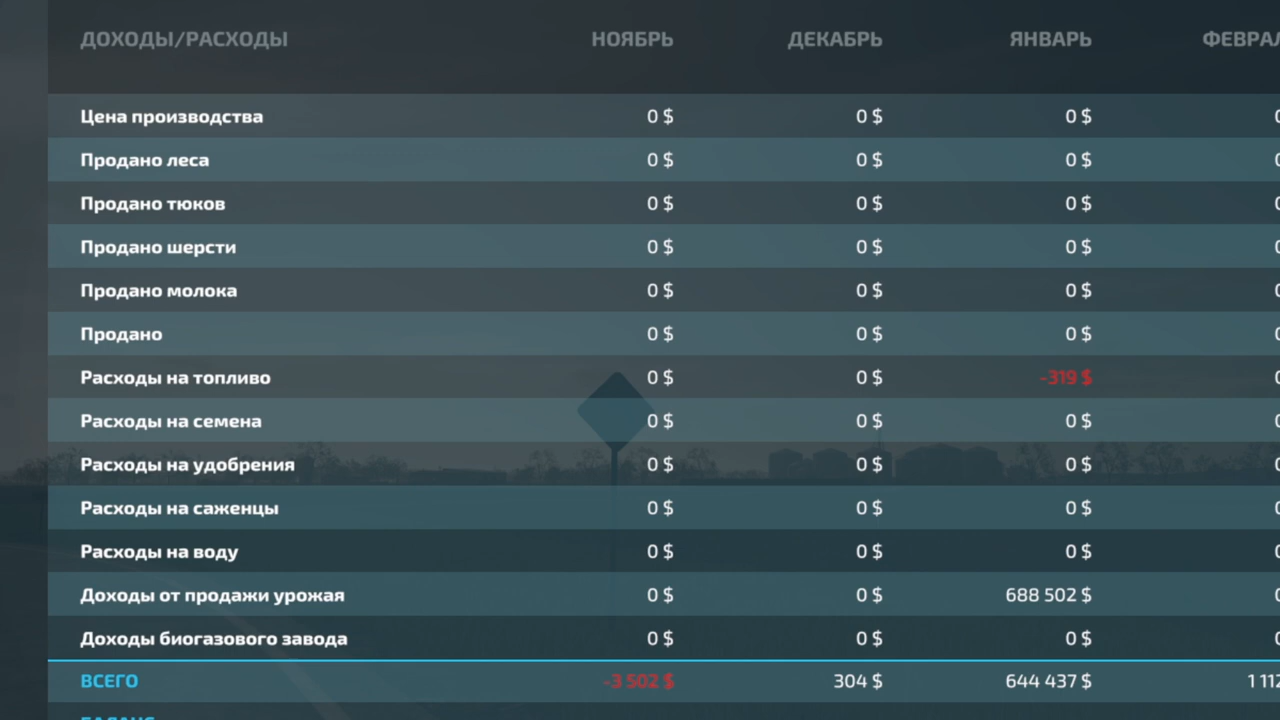 ДОХОДЫ/РАСХОДЫ НОЯБРЬ ДЕКАБРЬ ЯНВАРЬ
Цена производства 0 $ 0 $ 0 $
Продано леса 0 $ 0 $ 0 $
Продано тюков 0 $ 0 $ 0 $
Продано шерсти 0 $ 0 $ 0 $
Продано молока 0 $ 0 $ 0 $
Продано 0 $ 0 $ 0 $
Расходы на топливо 0 $ 0 $ -319 $
Расходы на семена 0 $ 0 $ 0 $
Расходы на удобрения 0 $ 0 $ 0 $
Расходы на саженцы 0 $ 0 $ 0 $
Расходы на воду 0 $ 0 $ 0 $
Доходы от продажи урожая 0 $ 0 $ 688 502 $
Доходы биогазового завода 0 $ 0 $ 0 $
ВСЕГО -3 502 $ 304 $ 644 437 $